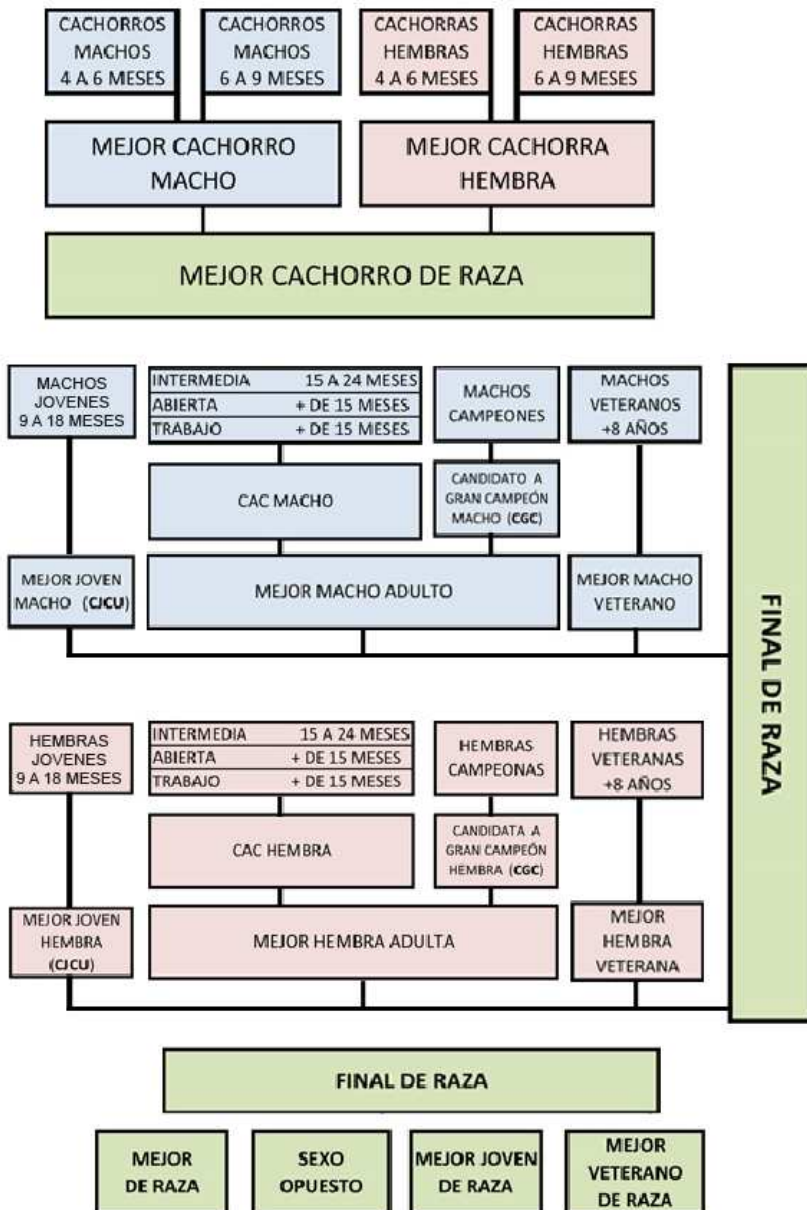 CACHORROS
MACHOS
4 A 6 MESES
CACHORROS
MACHOS
6 A 9 MESES
CACHORRAS
HEMBRAS
4 A 6 MESES
CACHORRAS
HEMBRAS
6 A 9 MESES
MEJOR CACHORRO
MACHO
MEJOR CACHORRA
HEMBRA
MEJOR CACHORRO DE RAZA
MACHOS
JOVENES
9 A 18 MESES
INTERMEDIA 15 A 24 MESES
ABIERTA + DE 15 MESES
TRABAJO + DE 15 MESES
MACHOS
CAMPEONES
MACHOS
VETERANOS
+8 AÑOS
CAC MACHO
CANDIDATO A
GRAN CAMPEÓN
MACHO (CGC)
MEJOR JOVEN
MACHO (CJCU)
MEJOR MACHO ADULTO
MEJOR MACHO
VETERANO
FINAL DE RAZA
HEMBRAS
JOVENES
9 A 18 MESES
INTERMEDIA 15 A 24 MESES
ABIERTA + DE 15 MESES
TRABAJO + DE 15 MESES
HEMBRAS
CAMPEONAS
HEMBRAS
VETERANAS
+8 AÑOS
CAC HEMBRA
CANDIDATA A
GRAN CAMPEÓN
HEMBRA (CGC)
MEJOR JOVEN
HEMBRA
(CJCU)
MEJOR HEMBRA ADULTA
MEJOR
HEMBRA
VETERANA
FINAL DE RAZA
MEJOR
DE RAZA
SEXO
OPUESTO
MEJOR JOVEN
DE RAZA
MEJOR
VETERANO
DE RAZA